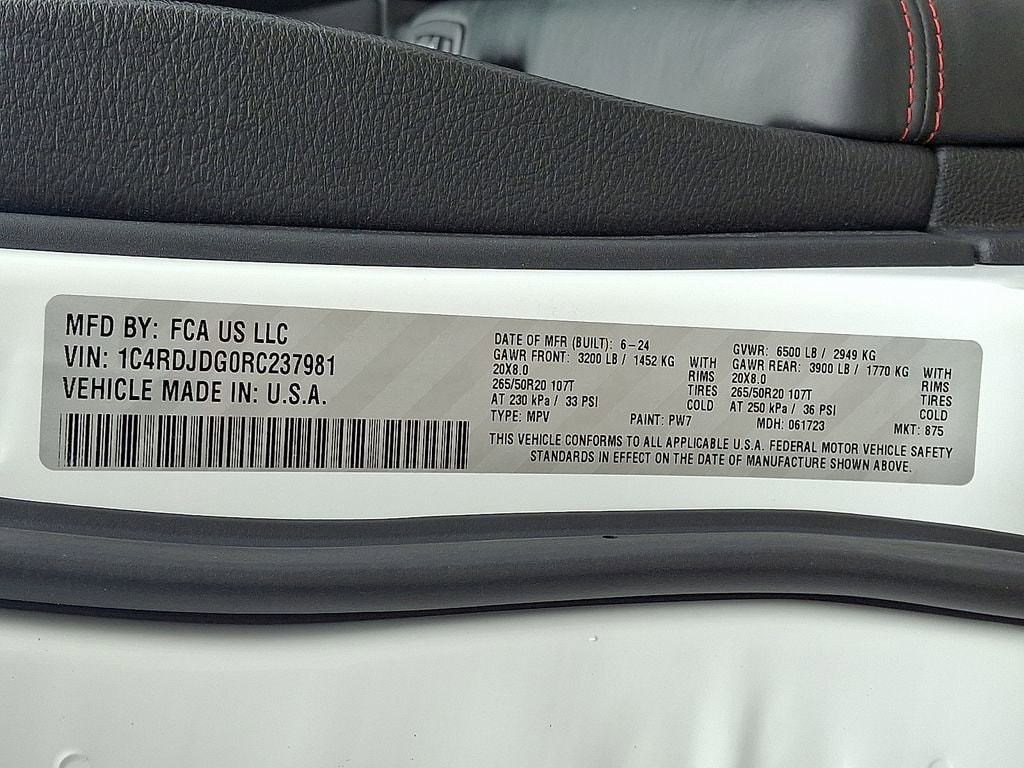 MFD BY: FCA US LLC
VIN: 1C4RDJDG0RC237981
VEHICLE MADE IN: U.S.A.
DATE OF MFR (BUILT): 6-24
GAWR FRONT: 3200 LB / 1452 KG WITH
20X8.0 RIMS
265/50R20 107T TIRES
AT 230 kPa / 33 PSI COLD
TYPE: MPV
GVWR: 6500 LB / 2949 KG
GAWR REAR: 3900 LB / 1770 KG WITH
20X8.0 RIMS
265/50R20 107T TIRES
AT 250 kPa / 36 PSI COLD
PAINT: PW7 MDH: 061723 MKT: 875
THIS VEHICLE CONFORMS TO ALL APPLICABLE U.S.A. FEDERAL MOTOR VEHICLE SAFETY
STANDARDS IN EFFECT ON THE DATE OF MANUFACTURE SHOWN ABOVE.